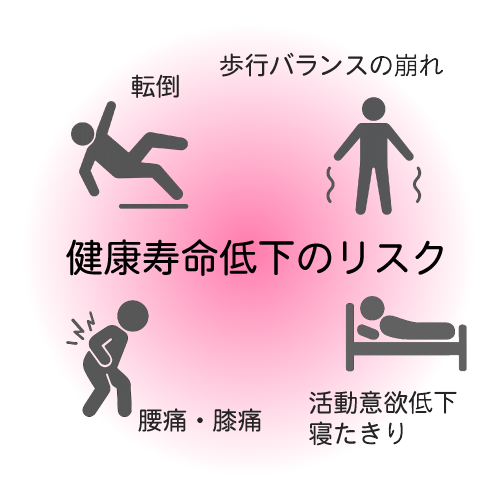 転倒
歩行バランスの崩れ
健康寿命低下のリスク
腰痛・膝痛
活動意欲低下
寝たきり